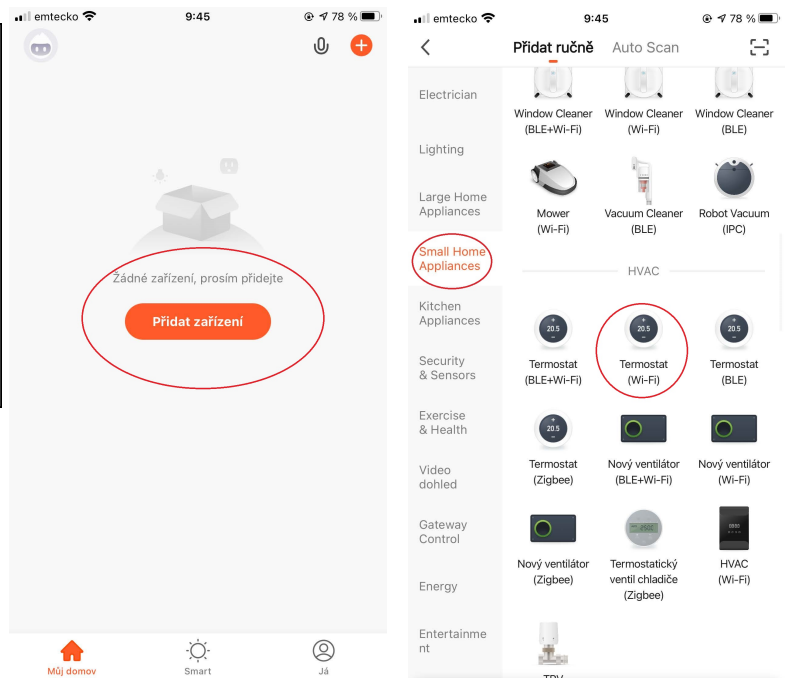 emtecko
9:45
78 %
Žádné zařízení, prosím přidejte
Přidat zařízení
Můj domov
Smart
Já
emtecko
9:45
78 %
Přidat ručně
Auto Scan
Electrician
Lighting
Large Home
Appliances
Small Home
Appliances
Kitchen
Appliances
Security
& Sensors
Exercise
& Health
Video
dohled
Gateway
Control
Energy
Entertainme
nt
Window Cleaner
(BLE+Wi-Fi)
Window Cleaner
(Wi-Fi)
Window Cleaner
(BLE)
Mower
(Wi-Fi)
Vacuum Cleaner
(BLE)
Robot Vacuum
(IPC)
HVAC
20.5
Termostat
(BLE+Wi-Fi)
20.5
Termostat
(Wi-Fi)
20.5
Termostat
(BLE)
20.5
Termostat
(Zigbee)
Nový ventilátor
(BLE+Wi-Fi)
Nový ventilátor
(Wi-Fi)
Nový ventilátor
(Zigbee)
Termostatický
ventil chladiče
(Zigbee)
HVAC
(Wi-Fi)